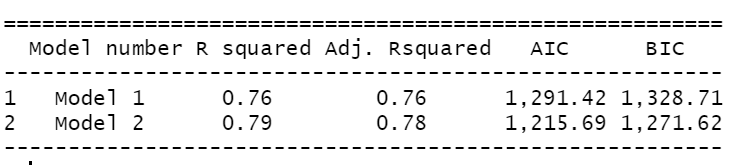 Model number R squared Adj. Rsquared AIC BIC
1 Model 1 0.76 0.76 1,291.42 1,328.71
2 Model 2 0.79 0.78 1,215.69 1,271.62